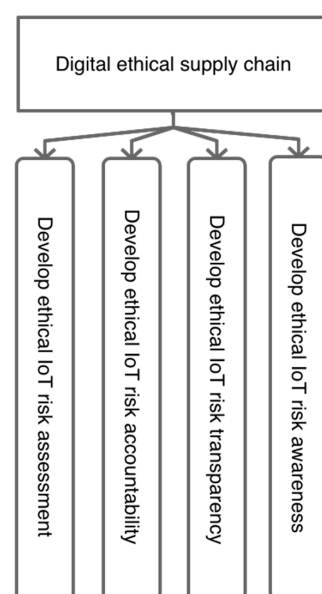 Digital ethical supply chain
Develop ethical IoT risk assessment
Develop ethical IoT risk accountability
Develop ethical IoT risk transparency
Develop ethical IoT risk awareness